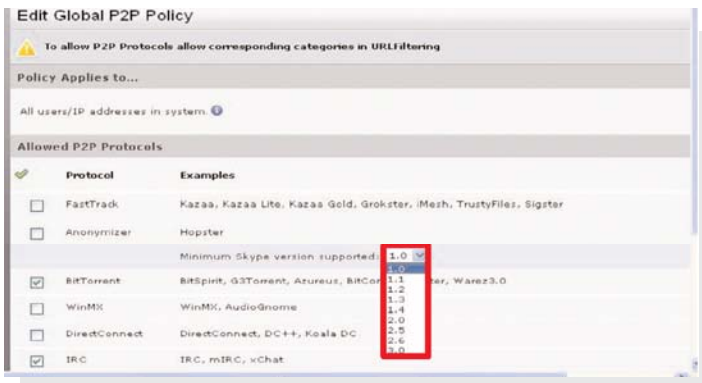 Edit Global P2P Policy
To allow P2P Protocols allow corresponding categories in URLFiltering
Policy Applies to...
All users/IP addresses in system.
Allowed P2P Protocols
Protocol Examples
FastTrack Kazaa, Kazaa Lite, Kazaa Gold, Grokster, iMesh, TrustyFiles, Sigster
Anonymizer Hopster
Minimum Skype version supported: 1.0
1.0
1.1
1.2
1.3
1.4
2.0
2.5
2.6
3.0
BitTorrent BitSpirit, G3Torrent, Azureus, Warez3.0
WinMX WinMX, AudioGnome
DirectConnect DirectConnect, DC++, Koala DC
IRC IRC, mIRC, xChat